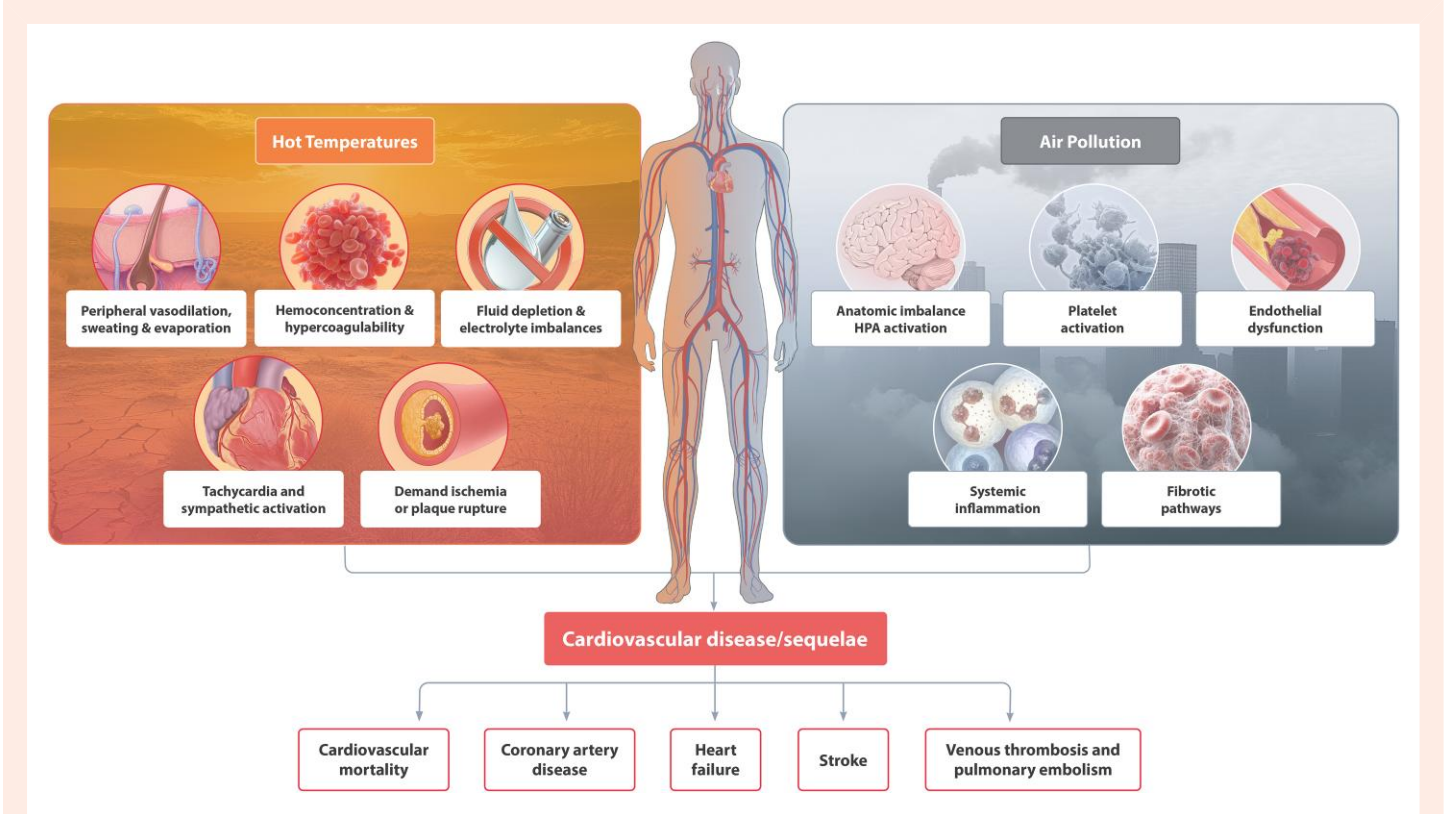 Hot Temperatures
Peripheral vasodilation,
sweating & evaporation
Hemoconcentration &
hypercoagulability
Fluid depletion &
electrolyte imbalances
Tachycardia and
sympathetic activation
Demand ischemia
or plaque rupture
Air Pollution
Anatomic imbalance
HPA activation
Platelet
activation
Endothelial
dysfunction
Systemic
inflammation
Fibrotic
pathways
Cardiovascular disease/sequelae
Cardiovascular
mortality
Coronary artery
disease
Heart
failure
Stroke
Venous thrombosis and
pulmonary embolism